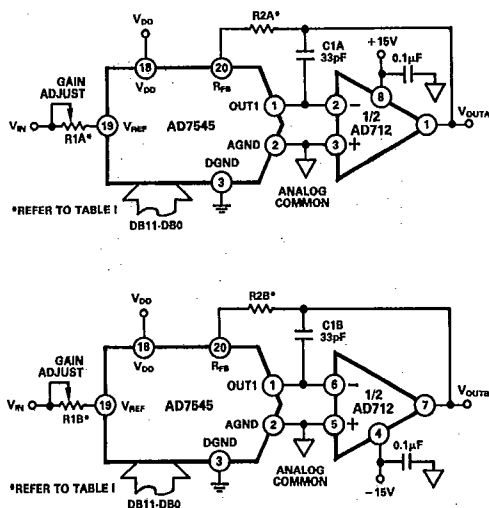 VDD
R2A*
C1A
33pF
+15V
0.1µF
GAIN
ADJUST
18
VDD
20
RFB
OUT1
1
2
−
8
1/2
AD712
1
VOUTA
VIN
R1A*
19
VREF
AD7545
AGND
2
3
+
DGND
3
ANALOG
COMMON
*REFER TO TABLE I
DB11-DB0
VDD
R2B*
C1B
33pF
GAIN
ADJUST
18
VDD
20
RFB
OUT1
1
6
−
1/2
AD712
7
VOUTB
VIN
R1B*
19
VREF
AD7545
AGND
2
5
+
4
0.1µF
DGND
3
ANALOG
COMMON
−15V
*REFER TO TABLE I
DB11-DB0